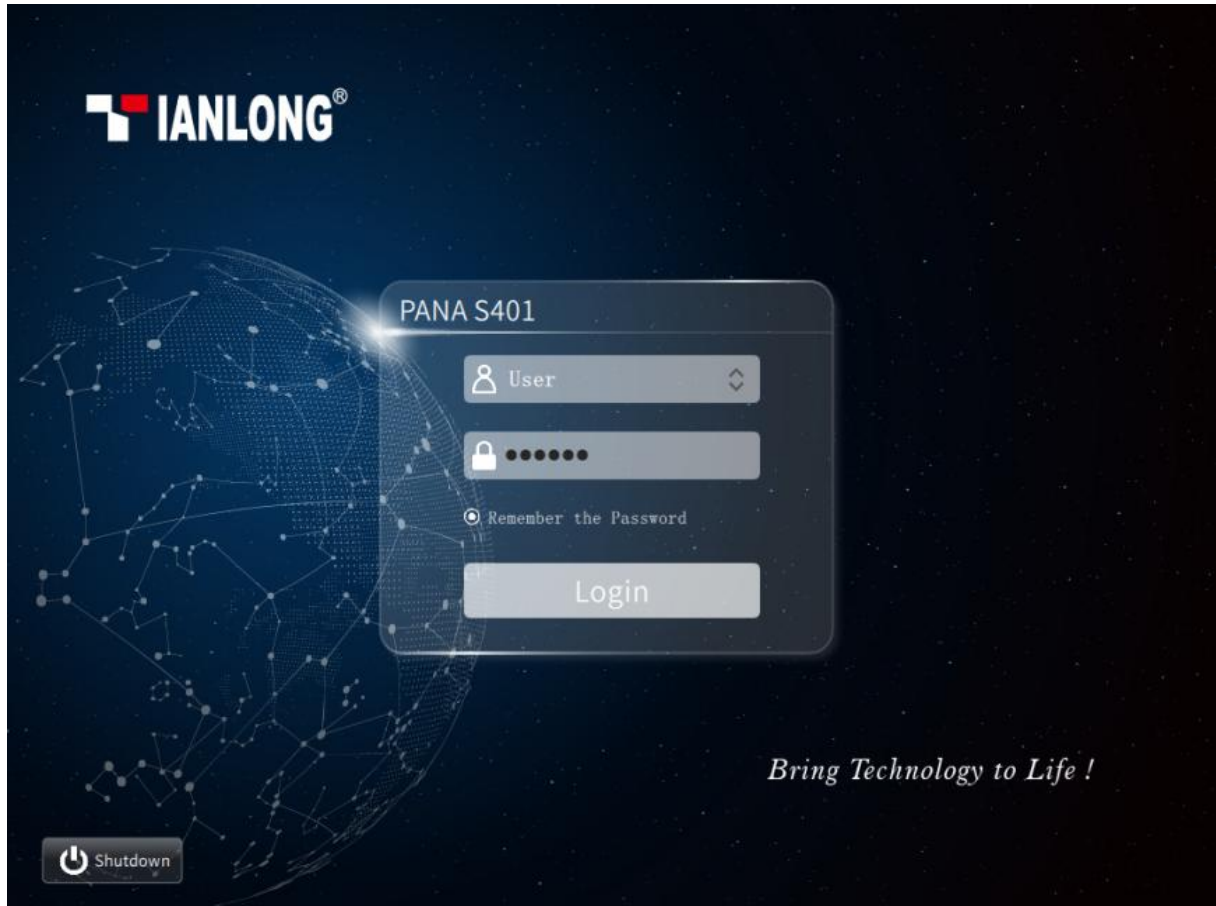 TIANLONG®
PANA S401
User
••••••
Remember the Password
Login
Bring Technology to Life !
Shutdown